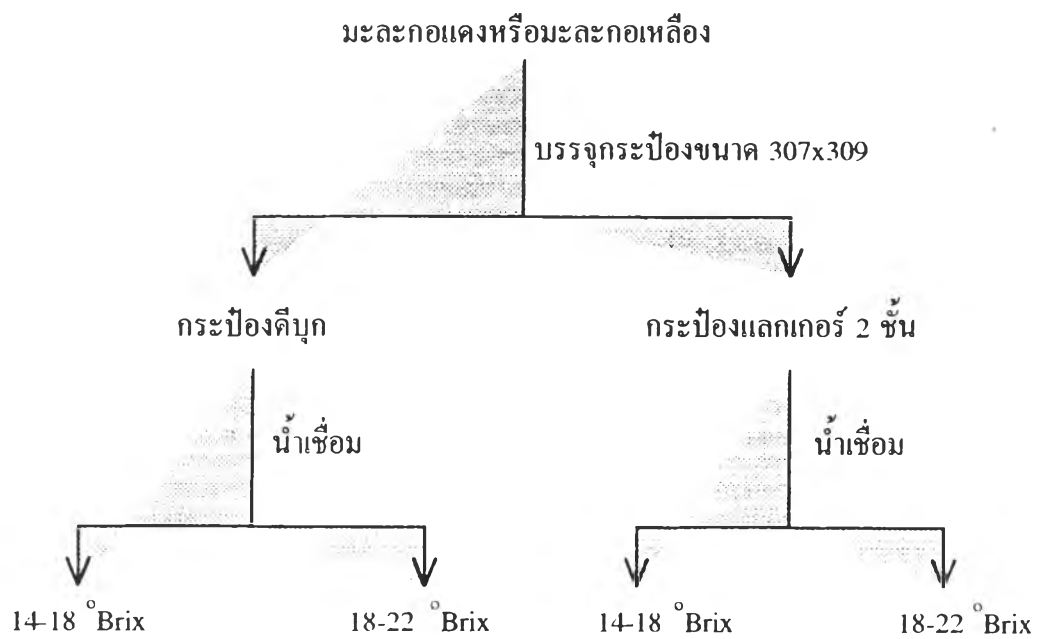 มะละกอแดงหรือมะละกอเหลือง
บรรจุกระป๋องขนาด 307x309
กระป๋องดีบุก
กระป๋องแลกเกอร์ 2 ชั้น
น้ำเชื่อม
น้ำเชื่อม
14-18 °Brix
18-22 °Brix
14-18 °Brix
18-22 °Brix